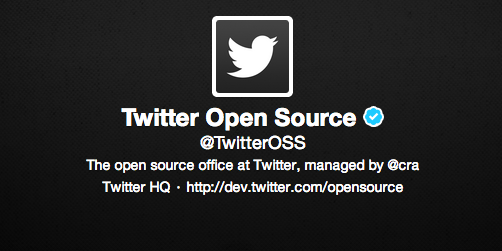 Twitter Open Source
@TwitterOSS
The open source office at Twitter, managed by @cra
Twitter HQ · http://dev.twitter.com/opensource